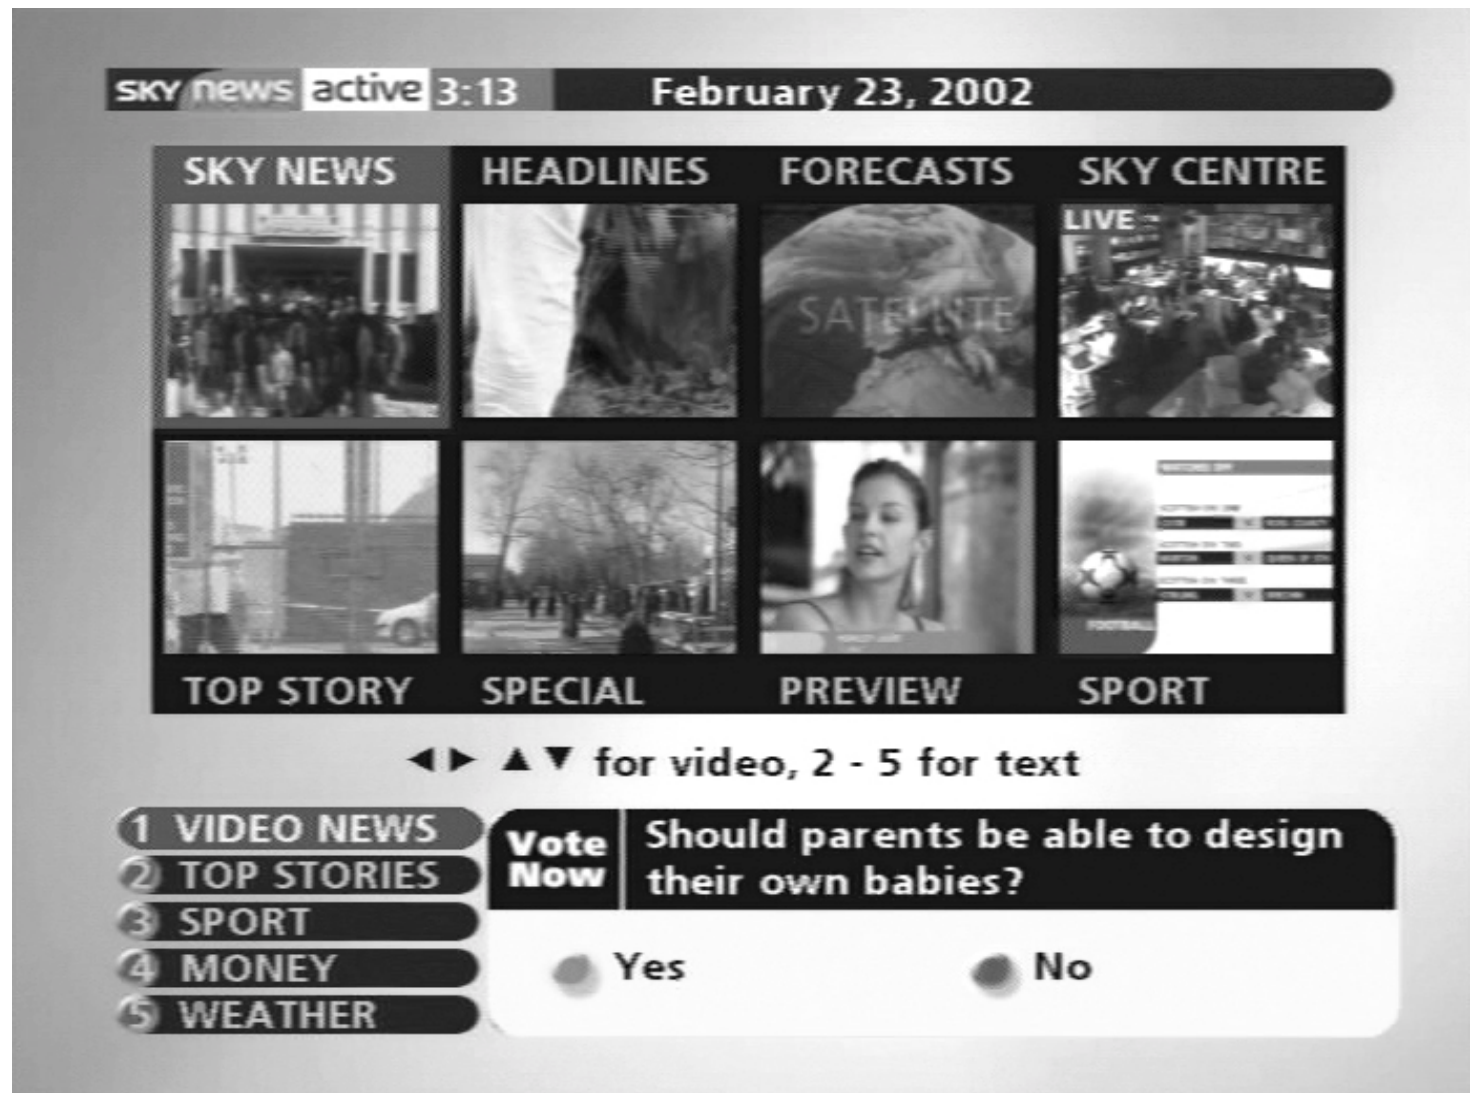 sky news active 3:13 February 23, 2002
SKY NEWS HEADLINES FORECASTS SKY CENTRE
LIVE
SATELLITE
FOOTBALL
TOP STORY SPECIAL PREVIEW SPORT
◀▶ ▲▼ for video, 2 - 5 for text
1 VIDEO NEWS
2 TOP STORIES
3 SPORT
4 MONEY
5 WEATHER
Vote
Now
Should parents be able to design
their own babies?
Yes No